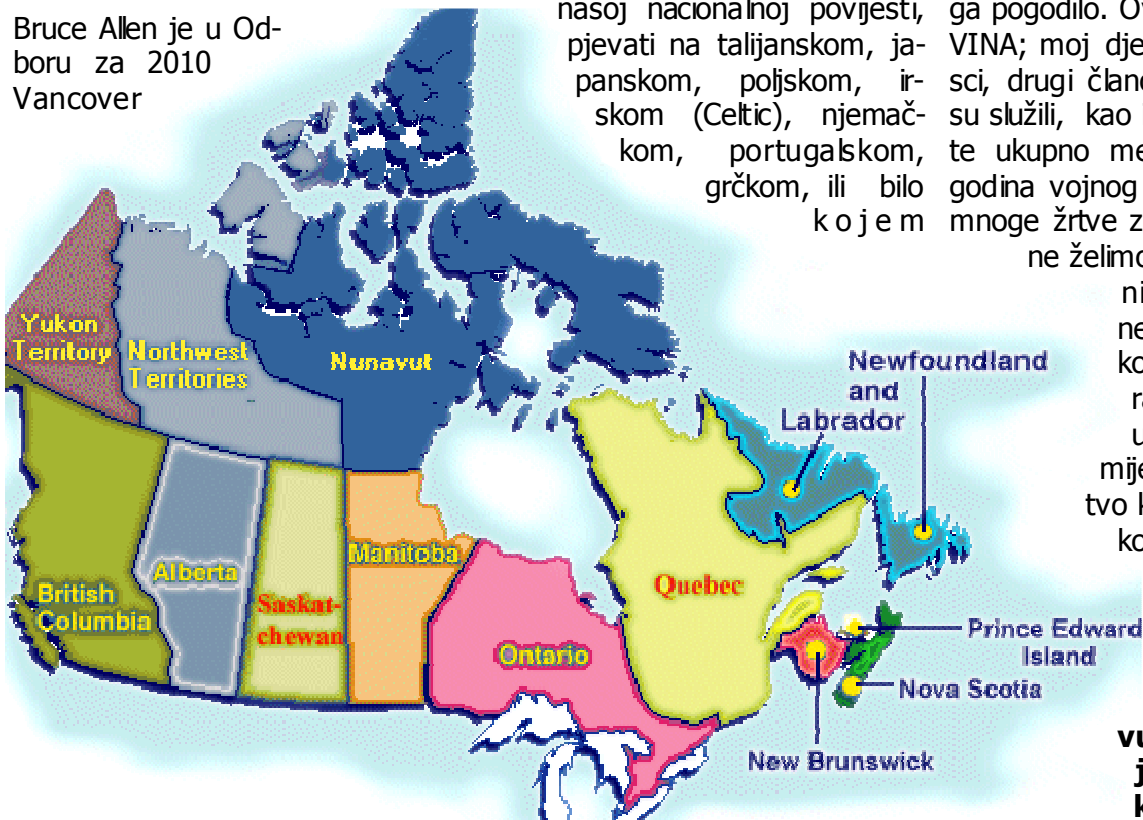 Bruce Allen je u Od-
boru za 2010
Vancover
našoj nacionalnoj povijesti,
pjevati na talijanskom, ja-
panskom, poljskom, ir-
skom (Celtic), njemač-
kom, portugalskom,
grčkom, ili bilo
kojem
ga pogodilo.
VINA; moj
sci, drugi
su služili, kao
te ukupno
godina vojnog
mnoge žrtve
ne želimo
Yukon
Territory
Northwest
Territories
Nunavut
Newfoundland
and
Labrador
British
Columbia
Alberta
Saskat-
chewan
Manitoba
Ontario
Quebec
Prince Edward
Island
Nova Scotia
New Brunswick